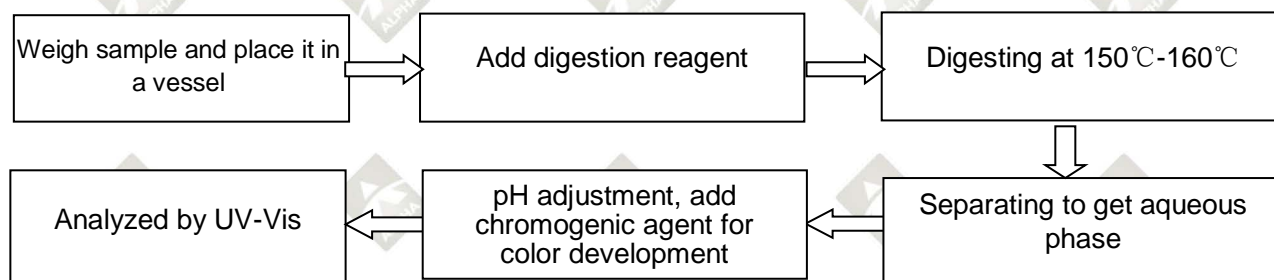 Weigh sample and place it in
a vessel
Add digestion reagent
Digesting at 150℃-160℃
Separating to get aqueous
phase
pH adjustment, add
chromogenic agent for
color development
Analyzed by UV-Vis